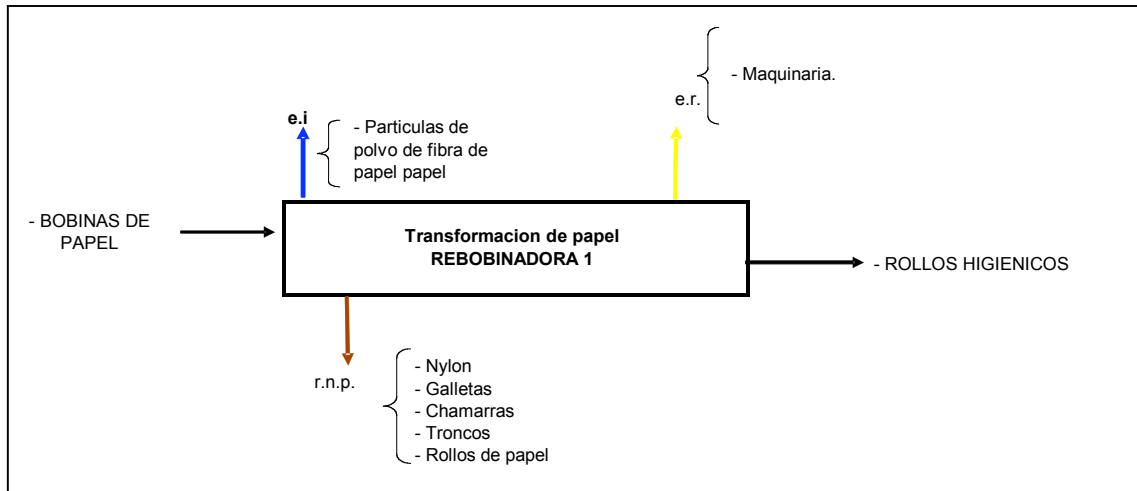 - Maquinaria.
e.r.
e.i
- Particulas de
polvo de fibra de
papel papel
- BOBINAS DE
PAPEL
Transformacion de papel
REBOBINADORA 1
- ROLLOS HIGIENICOS
r.n.p.
- Nylon
- Galletas
- Chamarras
- Troncos
- Rollos de papel